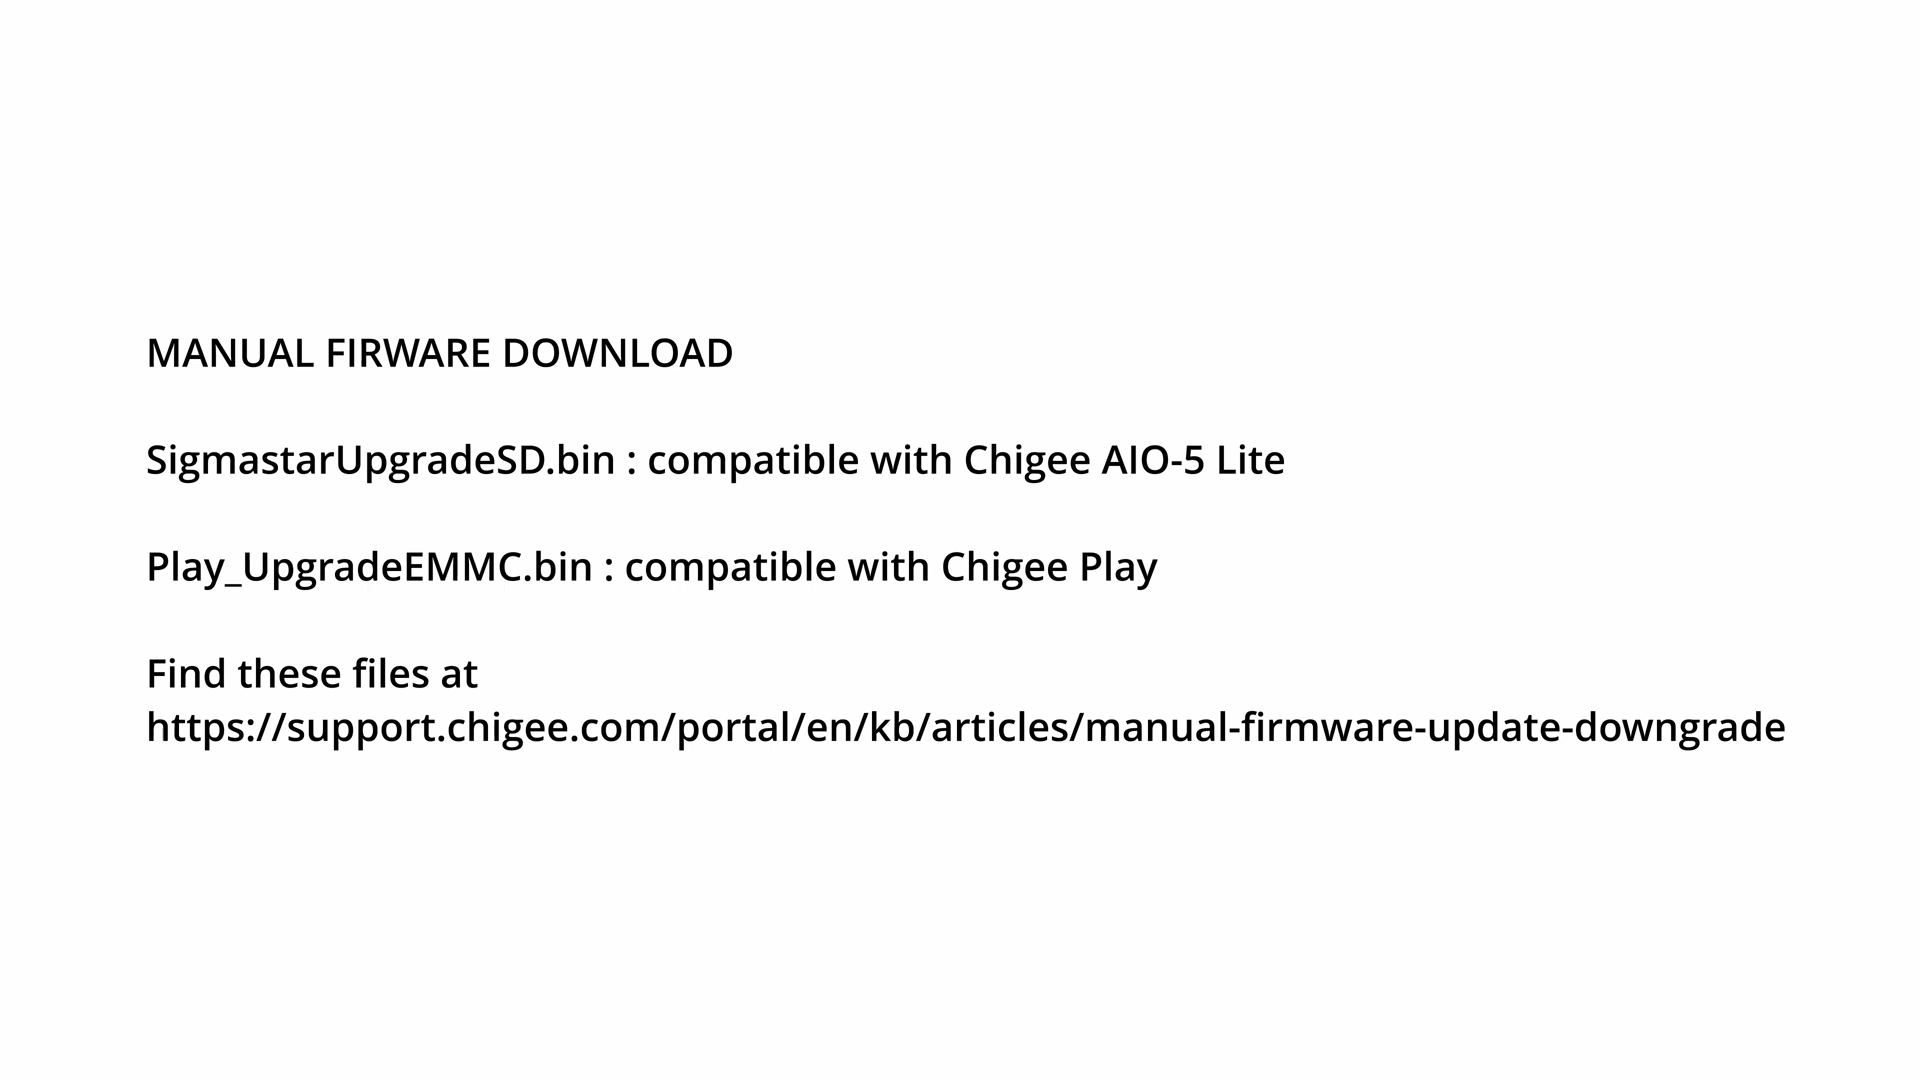 MANUAL FIRWARE DOWNLOAD
SigmastarUpgradeSD.bin : compatible with Chigee AIO-5 Lite
Play_UpgradeEMMC.bin : compatible with Chigee Play
Find these files at
https://support.chigee.com/portal/en/kb/articles/manual-firmware-update-downgrade